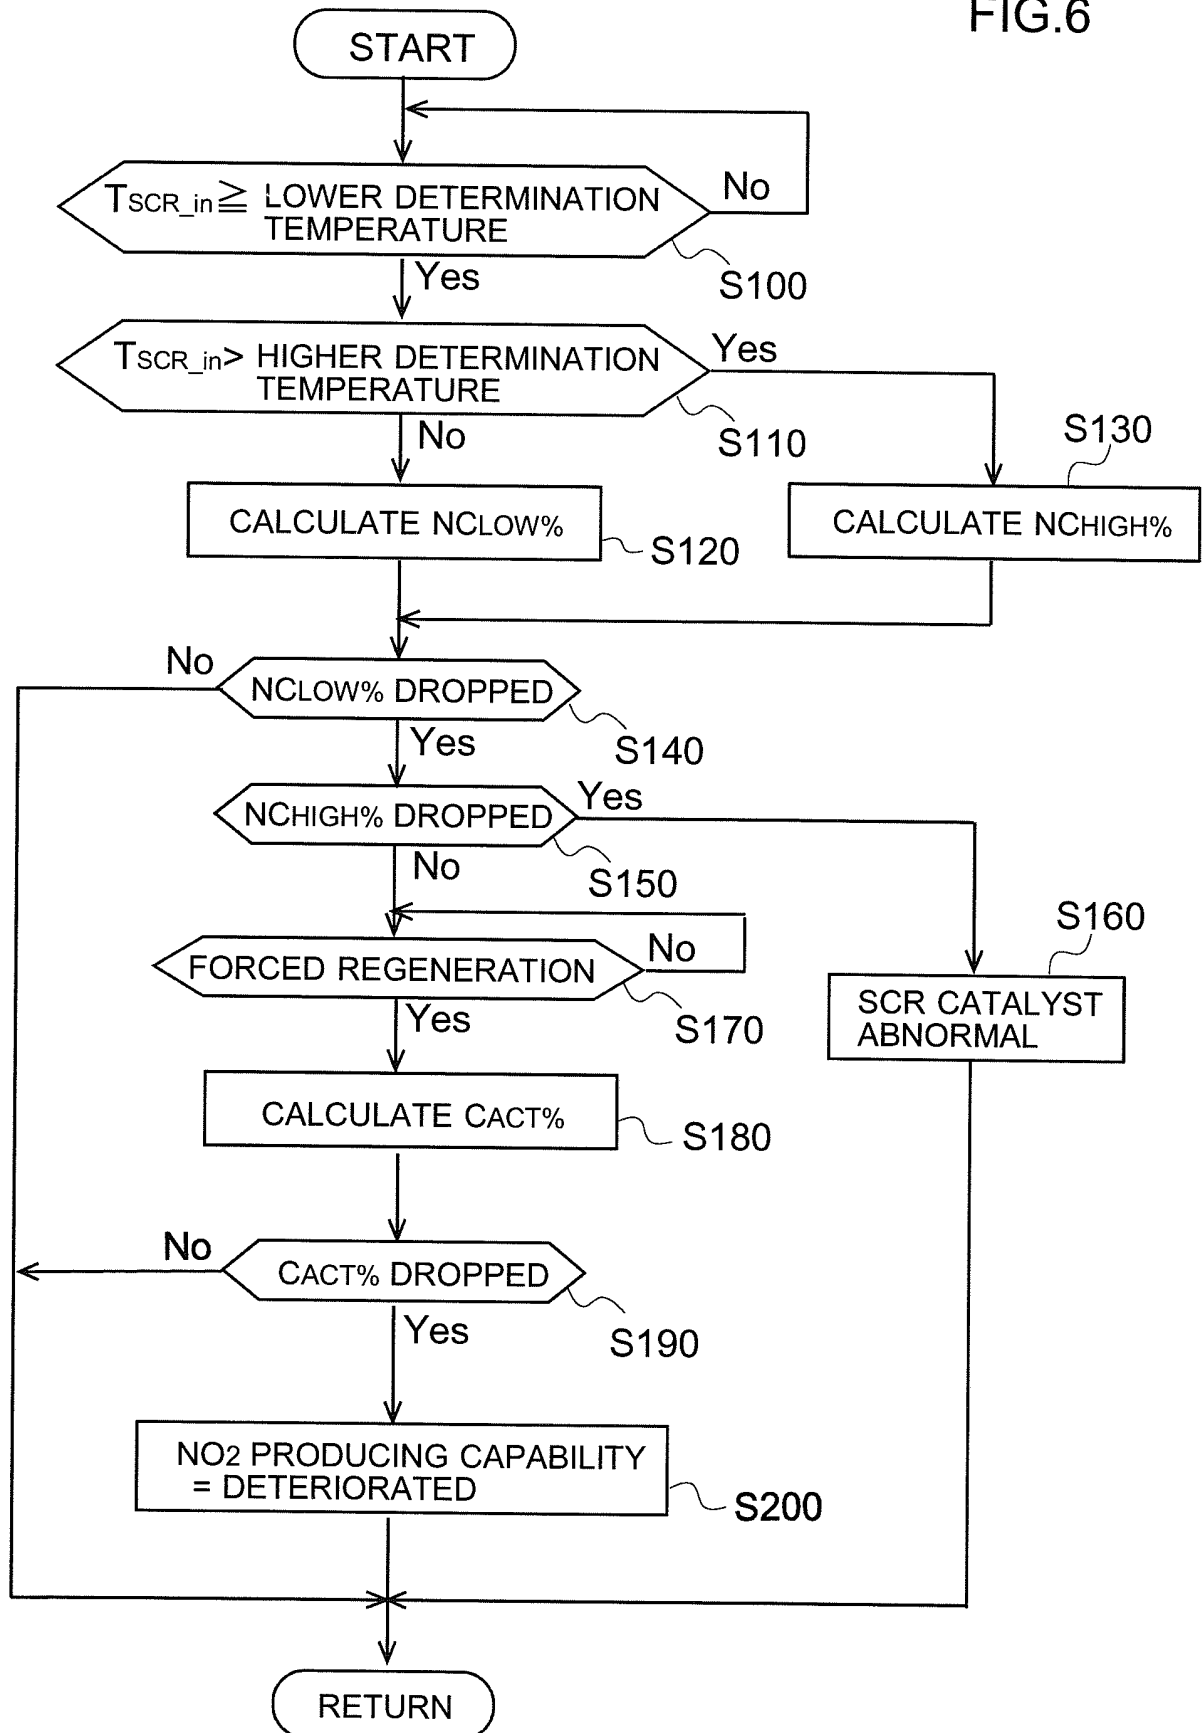 FIG.6
START
TSCR_in≧ LOWER DETERMINATION
TEMPERATURE
No
S100
Yes
TSCR_in> HIGHER DETERMINATION
TEMPERATURE
Yes
S110
No
S130
CALCULATE NCLOW%
S120
CALCULATE NCHIGH%
No
NCLOW% DROPPED
S140
Yes
NCHIGH% DROPPED
Yes
S150
No
S160
FORCED REGENERATION
No
S170
Yes
SCR CATALYST
ABNORMAL
CALCULATE CACT%
S180
No
CACT% DROPPED
S190
Yes
NO2 PRODUCING CAPABILITY
= DETERIORATED
S200
RETURN